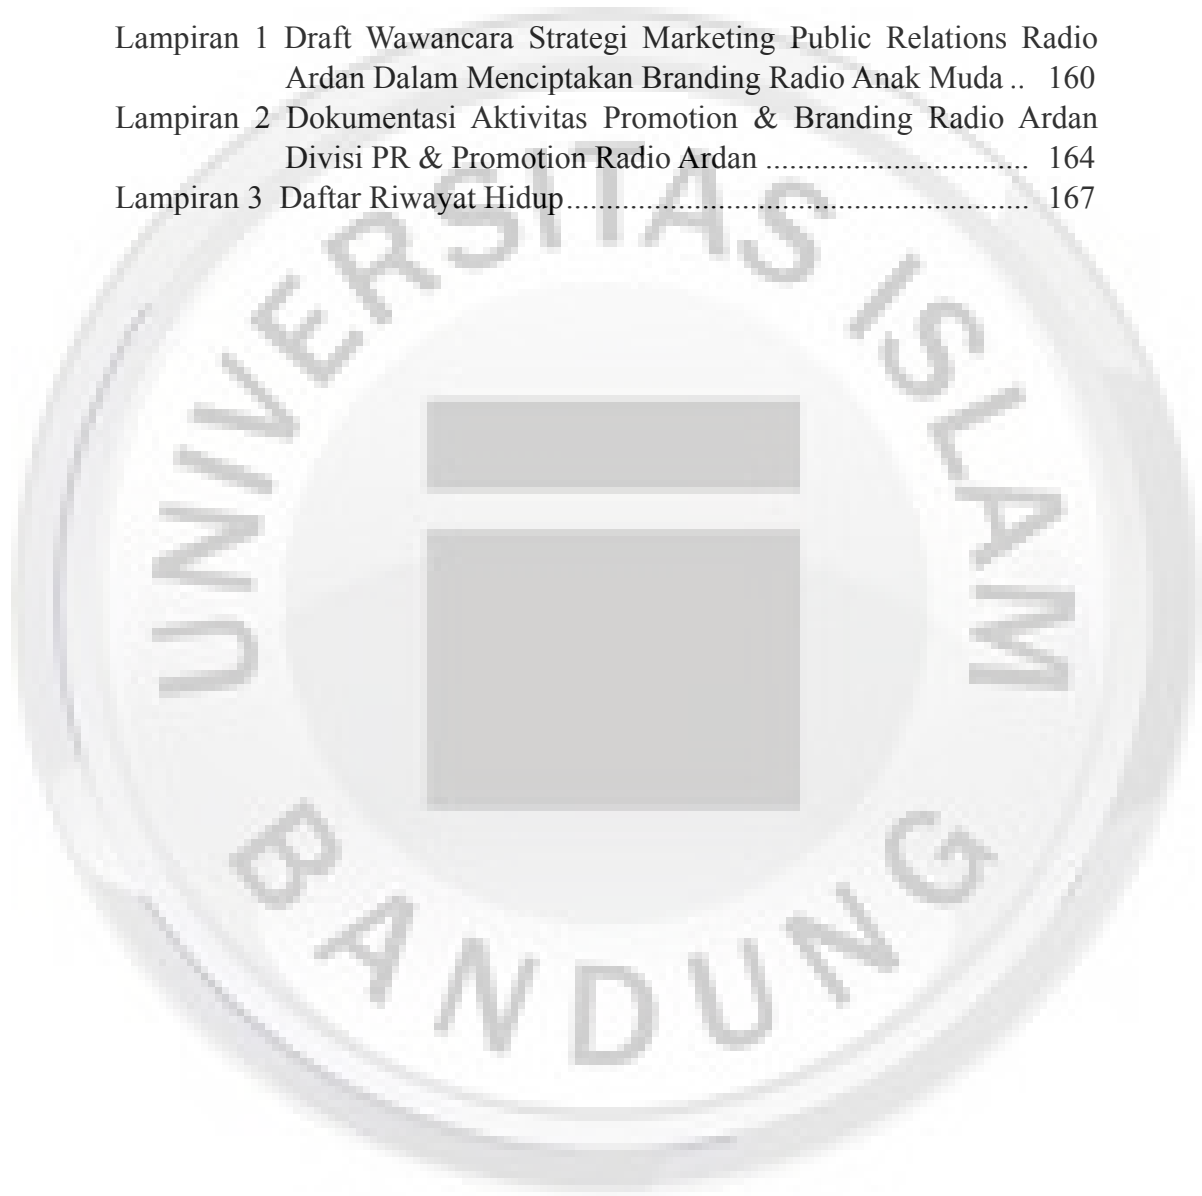 Lampiran 1 Draft Wawancara Strategi Marketing Public Relations Radio
Ardan Dalam Menciptakan Branding Radio Anak Muda .. 160
Lampiran 2 Dokumentasi Aktivitas Promotion & Branding Radio Ardan
Divisi PR & Promotion Radio Ardan ............................ 164
Lampiran 3 Daftar Riwayat Hidup................................................. 167
UNIVERSITAS ISLAM
BANDUNG